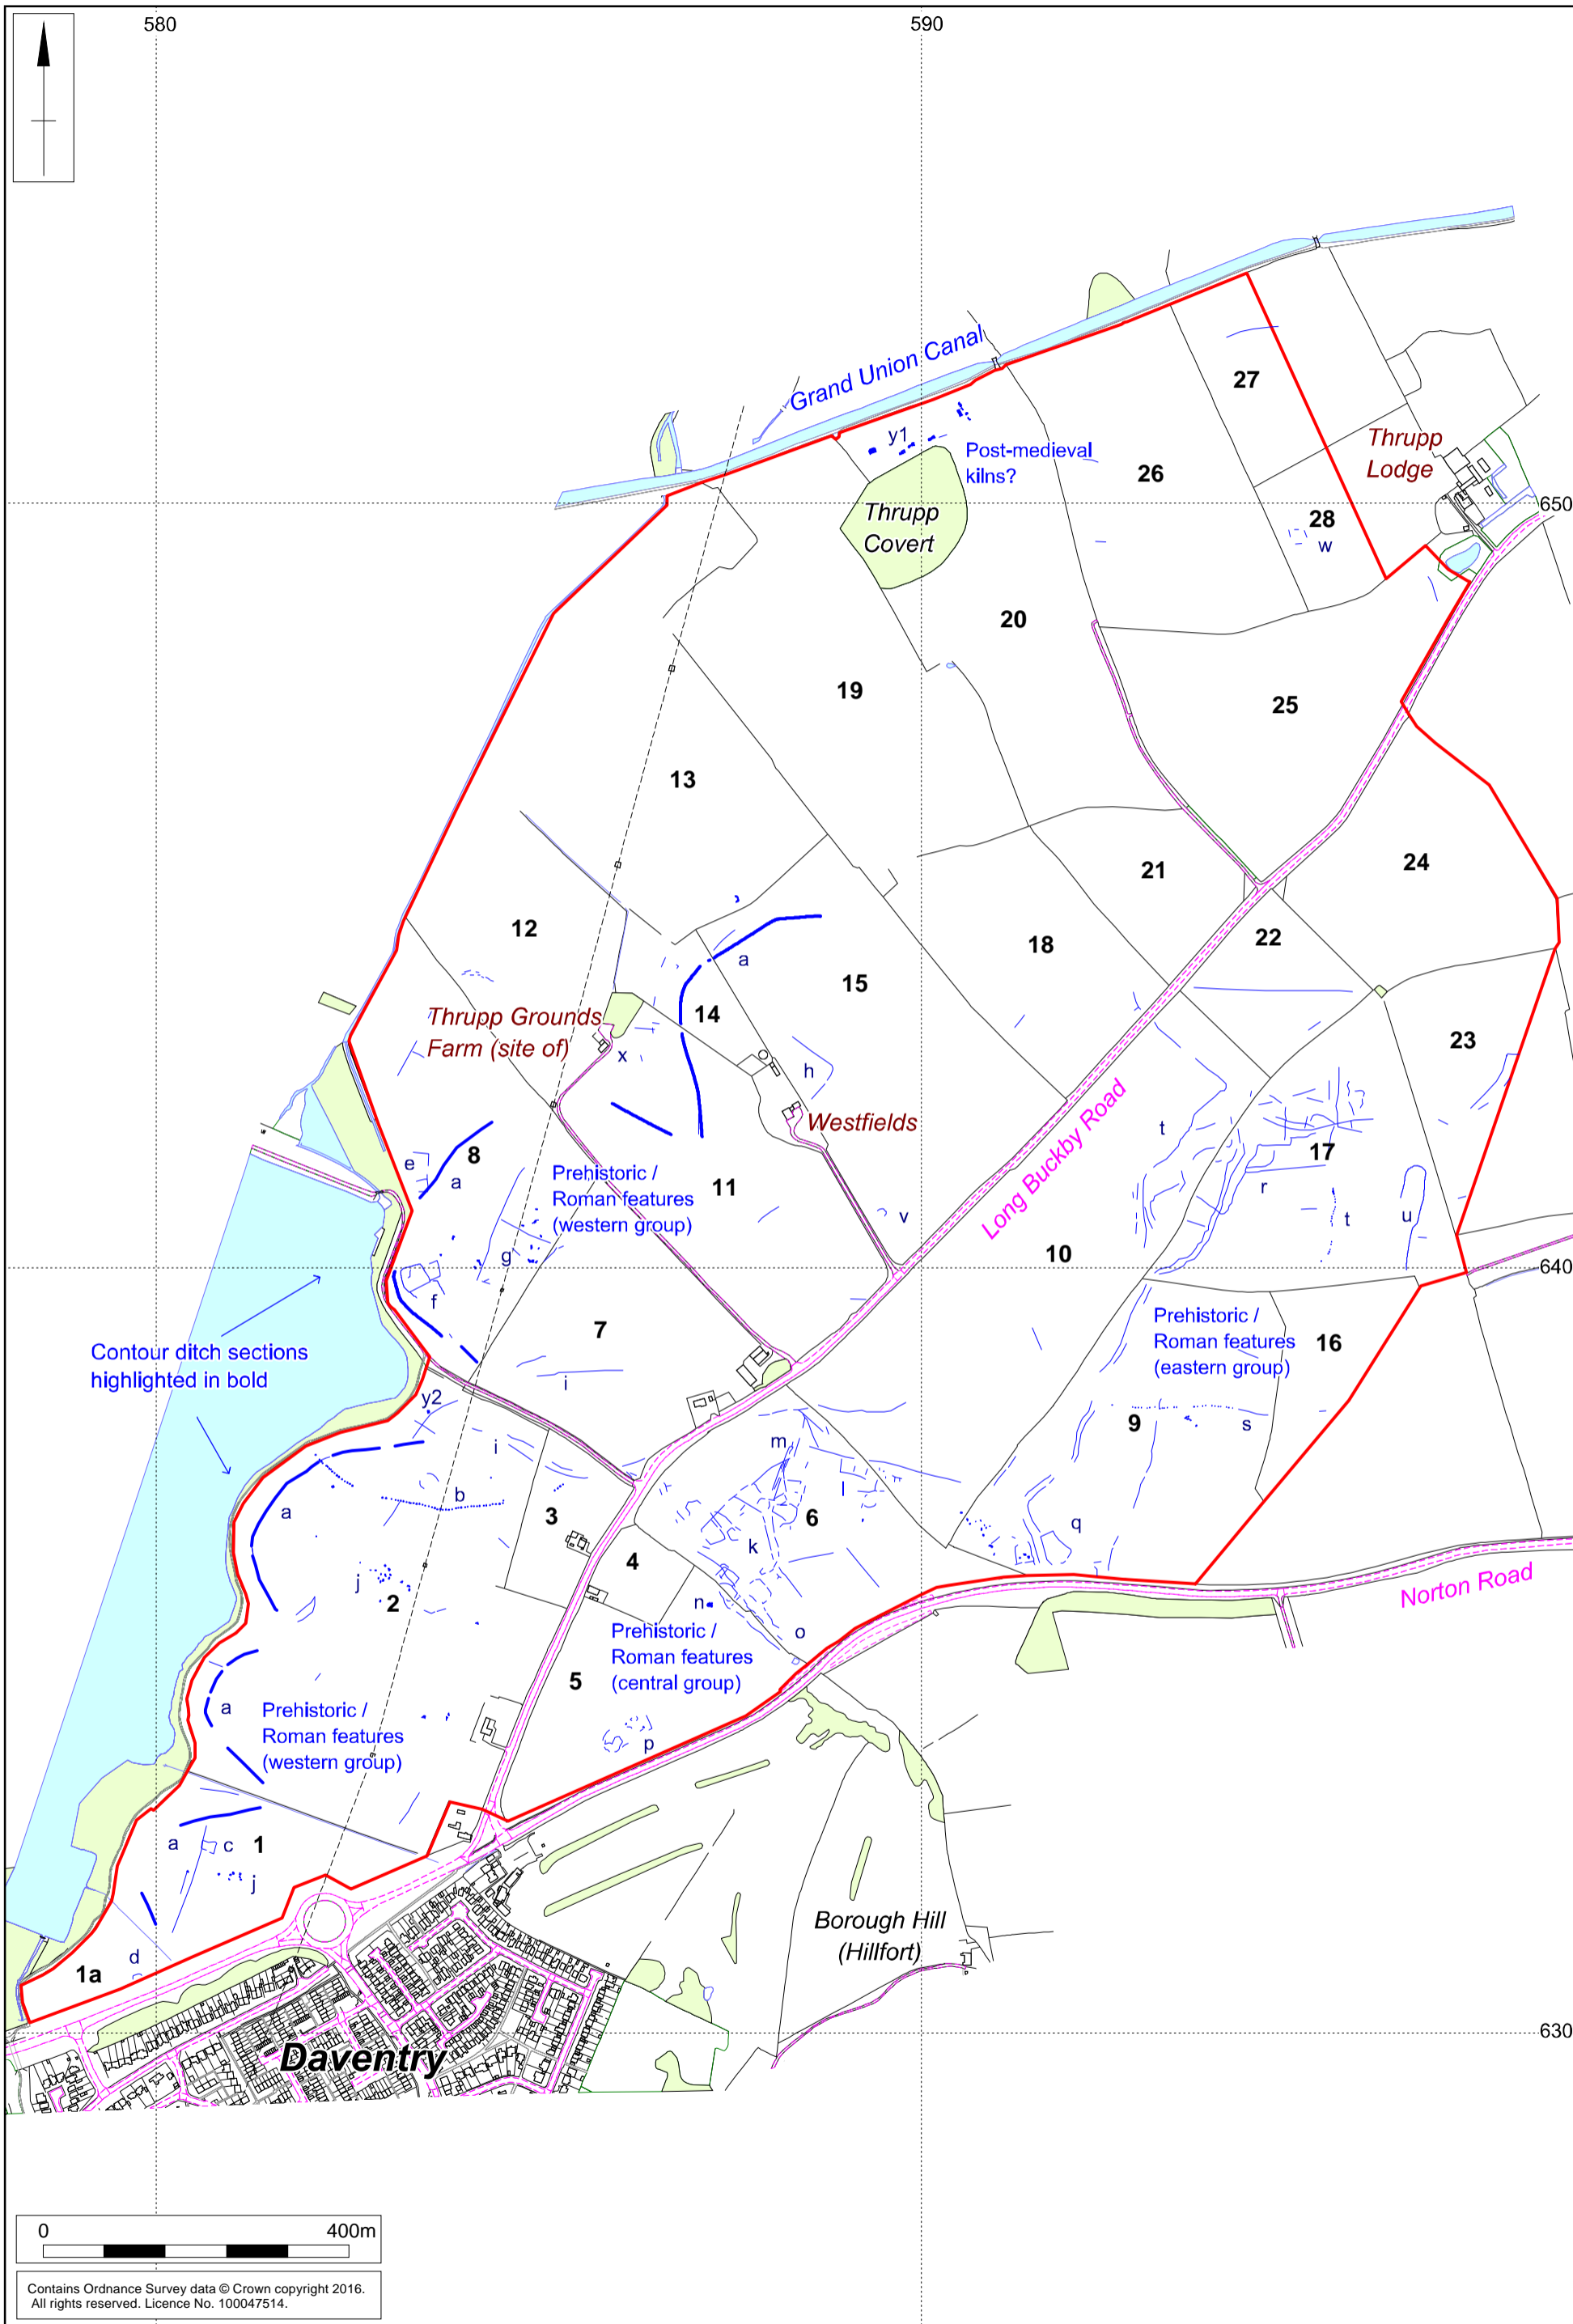 580
590
Grand Union Canal
27
y1
Post-medieval
kilns?
26
Thrupp
Lodge
650
Thrupp
Covert
28
w
20
19
25
13
24
21
12
22
18
a
15
14
23
Thrupp Grounds
Farm (site of)
x
h
Westfields
Long Buckby Road
t
17
e
8
a
Prehistoric /
Roman features
(western group)
11
r
v
t
u
g
10
640
f
Contour ditch sections
highlighted in bold
7
Prehistoric /
Roman features
(eastern group)
16
i
y2
9
s
i
m
a
b
l
3
6
q
k
4
j
2
n
Norton Road
o
Prehistoric /
Roman features
(central group)
5
a
Prehistoric /
Roman features
(western group)
p
a
c
1
j
Borough Hill
(Hillfort)
d
1a
630
Daventry
0
400m
Contains Ordnance Survey data © Crown copyright 2016.
All rights reserved. Licence No. 100047514.